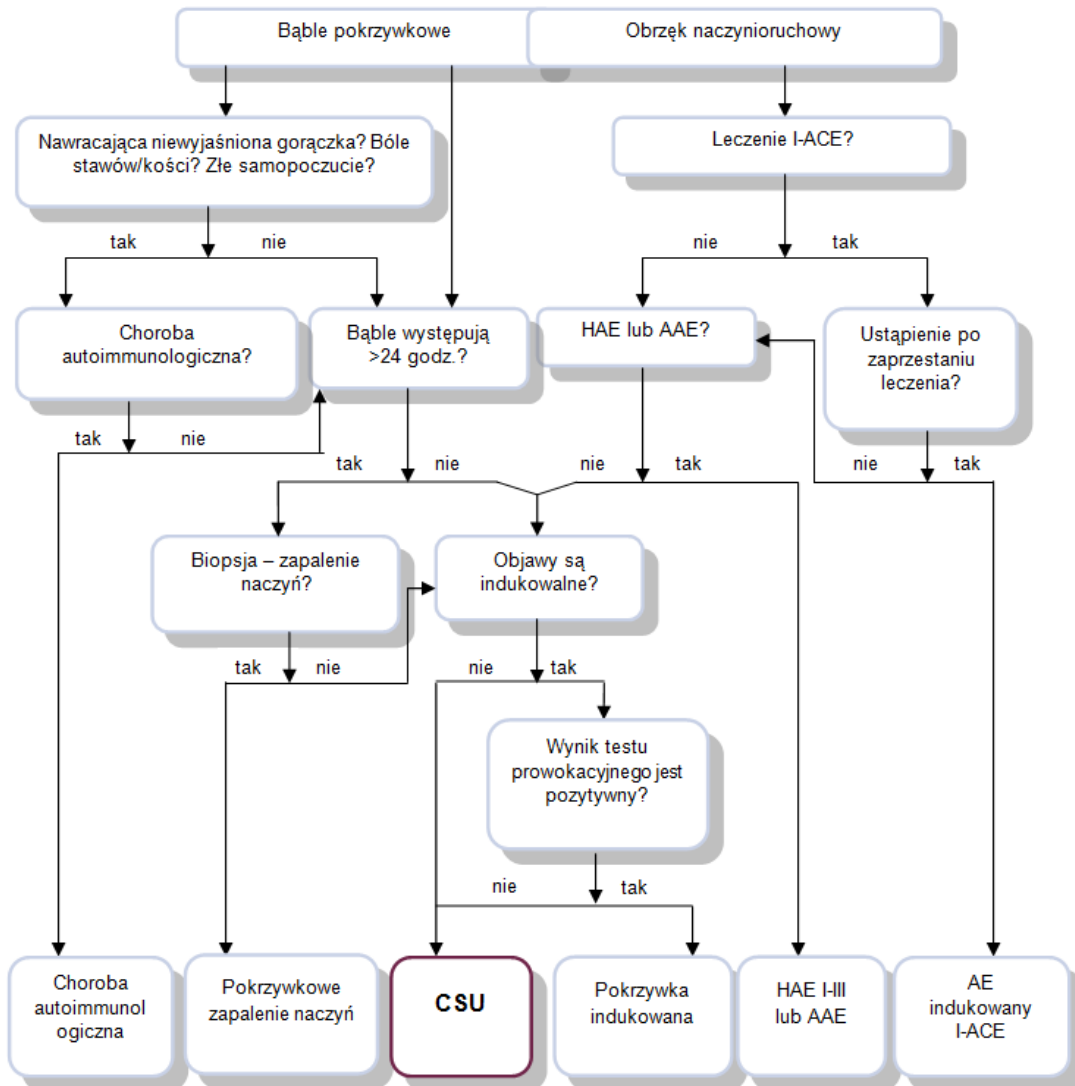 Bąble pokrzywkowe
Obrzęk naczynioruchowy
Nawracająca niewyjaśniona gorączka? Bóle
stawów/kości? Złe samopoczucie?
Leczenie I-ACE?
tak
nie
nie
tak
Choroba
autoimmunologiczna?
Bąble występują
>24 godz.?
HAE lub AAE?
Ustąpienie po
zaprzestaniu
leczenia?
tak
nie
tak
nie
nie
tak
nie
tak
Biopsja – zapalenie
naczyń?
Objawy są
indukowalne?
tak
nie
nie
tak
Wynik testu
prowokacyjnego jest
pozytywny?
nie
tak
Choroba
autoimmunol
ogiczna
Pokrzywkowe
zapalenie naczyń
CSU
Pokrzywka
indukowana
HAE I-III
lub AAE
AE
indukowany
I-ACE